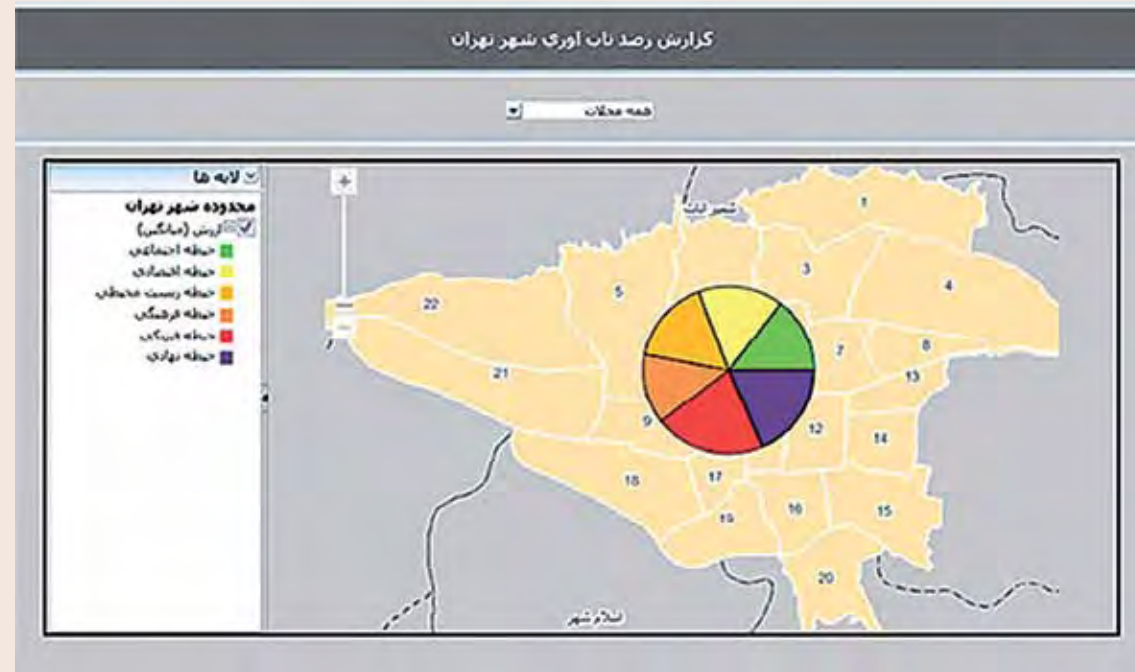 گزارش رصد تاب آوری شهر تهران
همه محلات
لایه ها
محدوده شهر تهران
ارزش (میانگین)
حیطه اجتماعی
حیطه اقتصادی
حیطه زیست محیطی
حیطه فرهنگی
حیطه فیزیکی
حیطه نهادی
شمیر انات
1
3
4
5
22
7
8
21
13
9
12
14
18
17
16
15
19
20
اسلام شهر